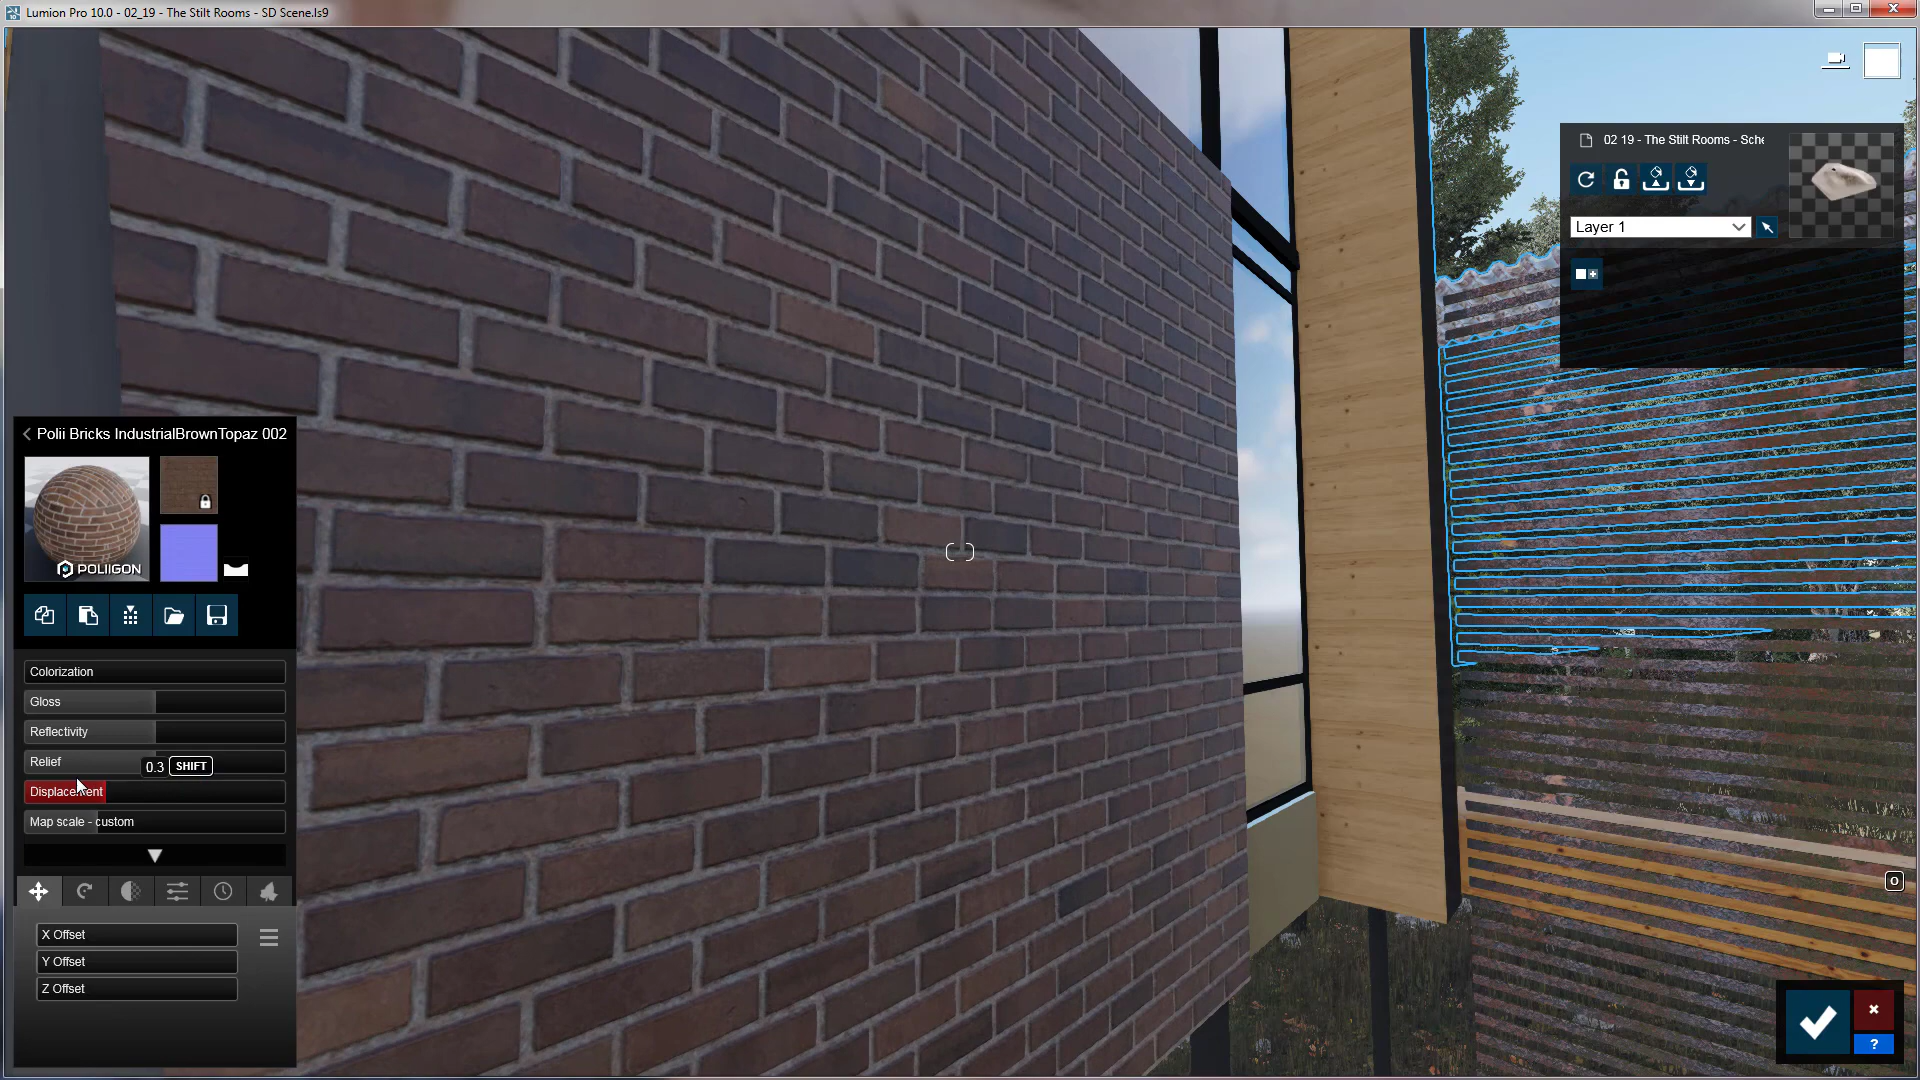 Lumion Pro 10.0 - 02_19 - The Stilt Rooms - SD Scene.ls9
02 19 - The Stilt Rooms - Sche
Layer 1
Polii Bricks IndustrialBrownTopaz 002
POLIIGON
Colorization
Gloss
Reflectivity
Relief
0.3 SHIFT
Displacement
Map scale - custom
X Offset
Y Offset
Z Offset
O
?